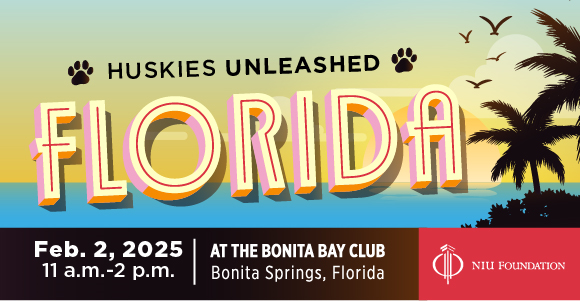 HUSKIES UNLEASHED
FLORIDA
Feb. 2, 2025
11 a.m.-2 p.m.
AT THE BONITA BAY CLUB
Bonita Springs, Florida
NIU FOUNDATION